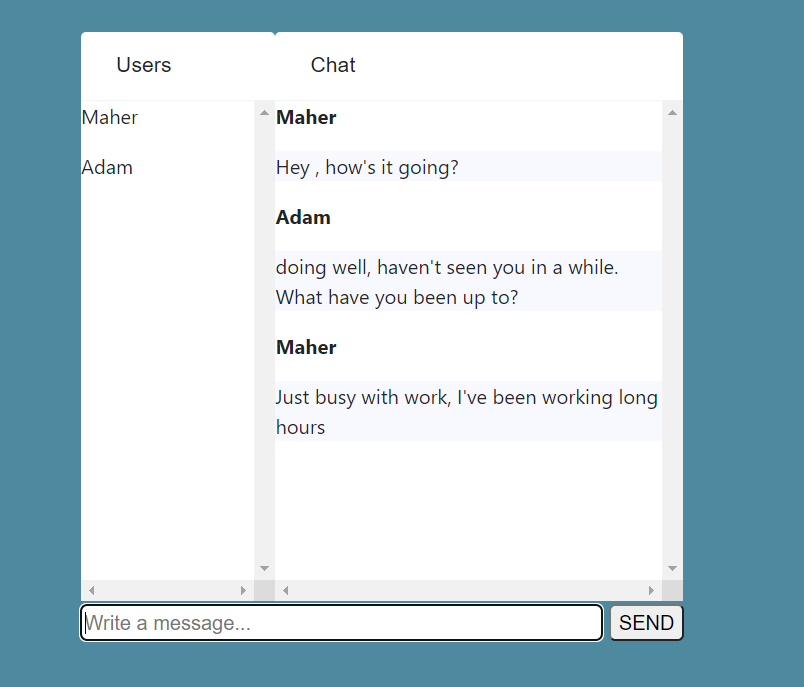 Users
Chat
Maher
Adam
Maher
Hey , how's it going?
Adam
doing well, haven't seen you in a while.
What have you been up to?
Maher
Just busy with work, I've been working long
hours
Write a message...
SEND